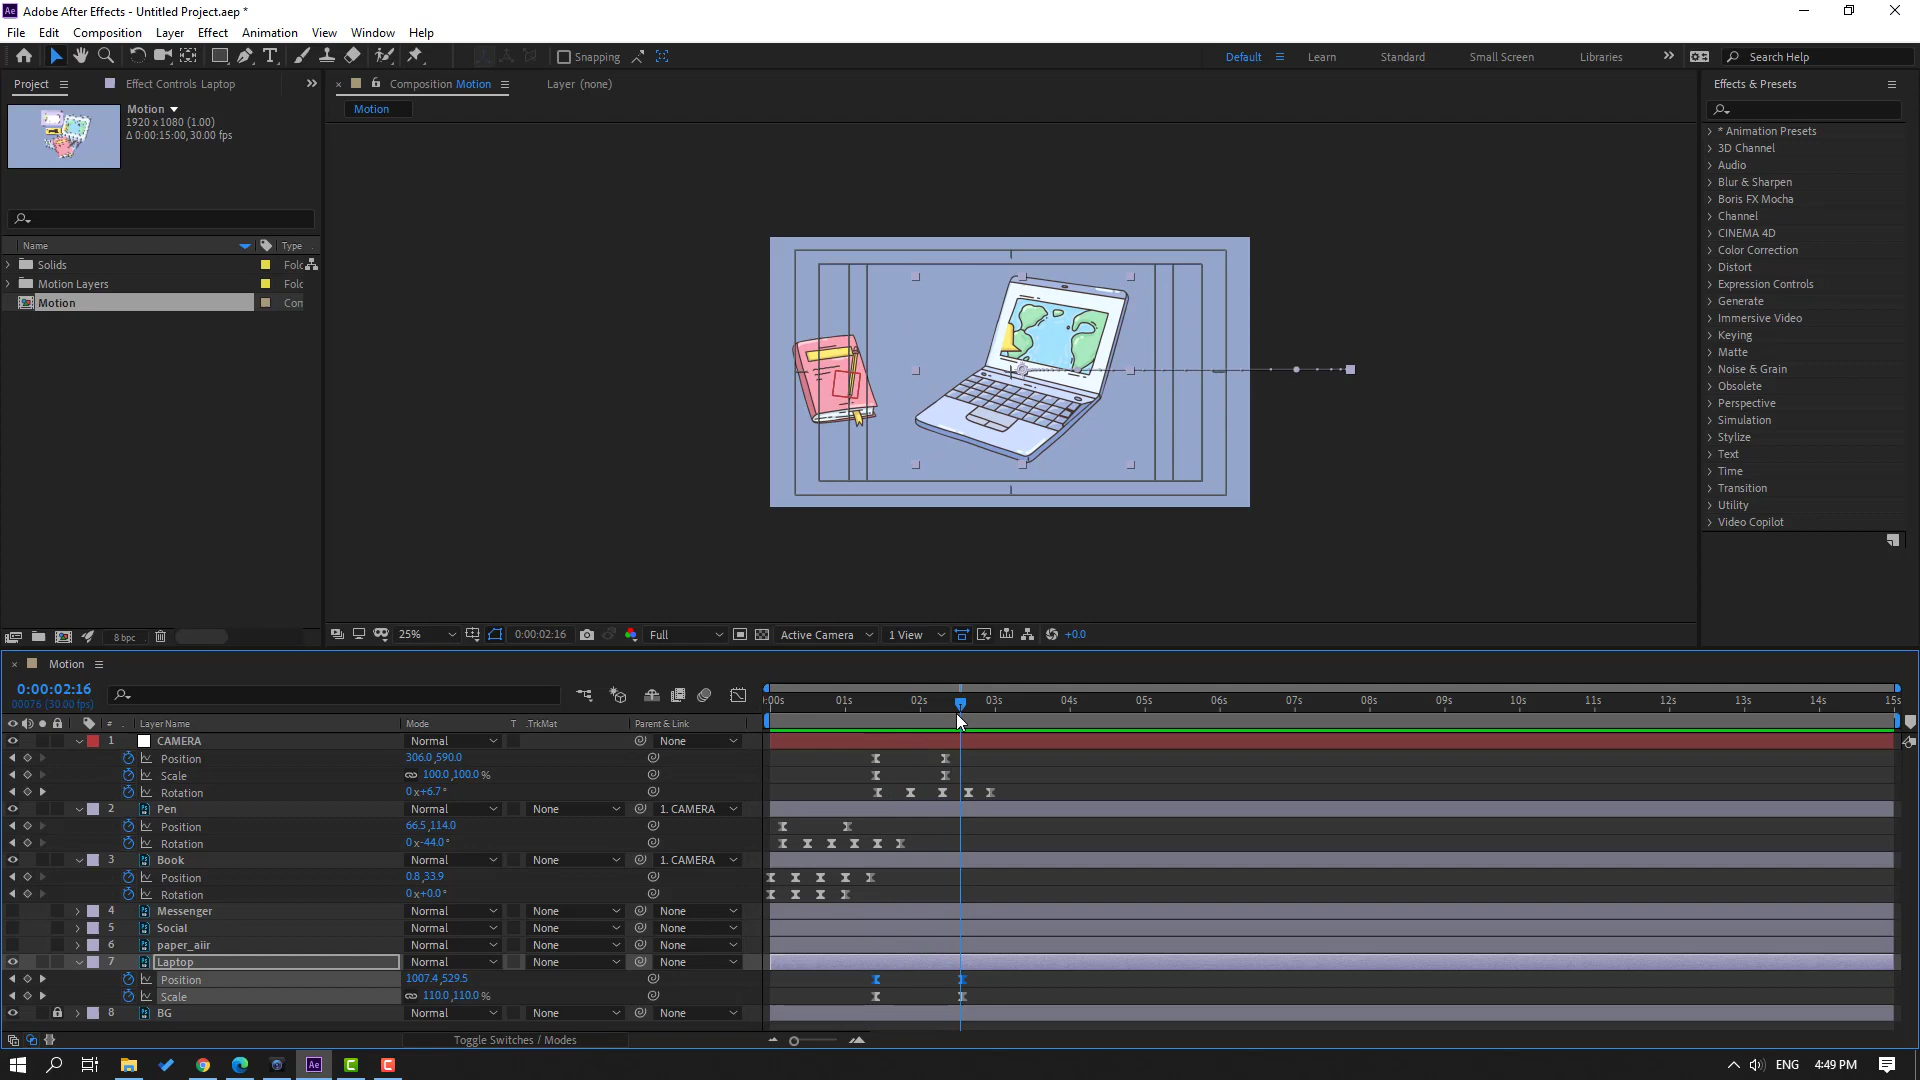 Ae Adobe After Effects - Untitled Project.aep *
File Edit Composition Layer Effect Animation View Window Help
Snapping Default Learn Standard Small Screen Libraries Search Help
Project Effect Controls Laptop Composition Motion Layer (none) Effects & Presets
Motion
1920 x 1080 (1.00)
Δ 0:00:15:00, 30.00 fps
Motion
Name Type
Solids Folc
Motion Layers Folc
Motion Con
* Animation Presets
3D Channel
Audio
Blur & Sharpen
Boris FX Mocha
Channel
CINEMA 4D
Color Correction
Distort
Expression Controls
Generate
Immersive Video
Keying
Matte
Noise & Grain
Obsolete
Perspective
Simulation
Stylize
Text
Time
Transition
Utility
Video Copilot
8 bpc 25% 0:00:02:16 Full Active Camera 1 View +0.0
Motion
0:00:02:16
00076 (30.00 fps)
:00s 01s 02s 03s 04s 05s 06s 07s 08s 09s 10s 11s 12s 13s 14s 15s
# Layer Name Mode T .TrkMat Parent & Link
1 CAMERA Normal None
Position 306.0,590.0
Scale 100.0,100.0 %
Rotation 0 x+6.7 °
2 Pen Normal None 1. CAMERA
Position 66.5,114.0
Rotation 0 x-44.0 °
3 Book Normal None 1. CAMERA
Position 0.8,33.9
Rotation 0 x+0.0 °
4 Messenger Normal None None
5 Social Normal None None
6 paper_aiir Normal None None
7 Laptop Normal None None
Position 1007.4,529.5
Scale 110.0,110.0 %
8 BG Normal None None
Toggle Switches / Modes
Ae ENG 4:49 PM